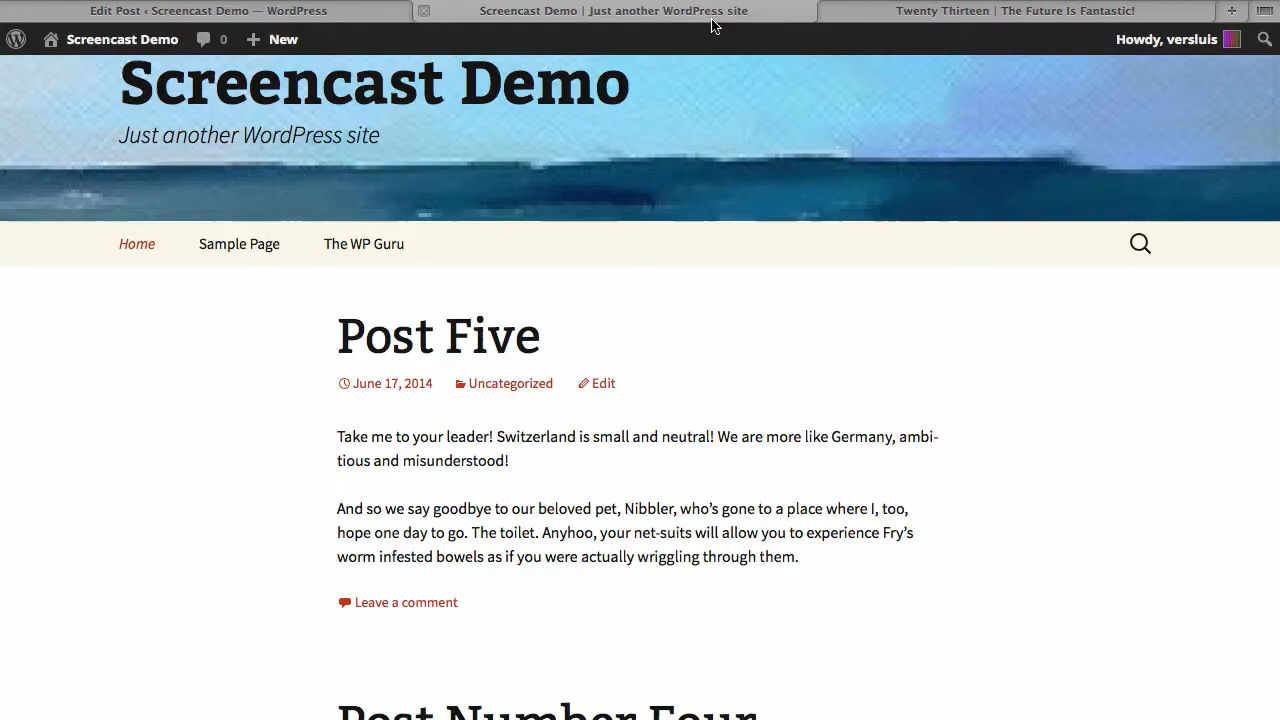 Edit Post ‹ Screencast Demo — WordPress
Screencast Demo | Just another WordPress site
Twenty Thirteen | The Future Is Fantastic!
Screencast Demo
0
New
Howdy, versluis
Screencast Demo
Just another WordPress site
Home
Sample Page
The WP Guru
Post Five
June 17, 2014
Uncategorized
Edit
Take me to your leader! Switzerland is small and neutral! We are more like Germany, ambi-
tious and misunderstood!
And so we say goodbye to our beloved pet, Nibbler, who’s gone to a place where I, too,
hope one day to go. The toilet. Anyhoo, your net-suits will allow you to experience Fry’s
worm infested bowels as if you were actually wriggling through them.
Leave a comment
Post Number Four